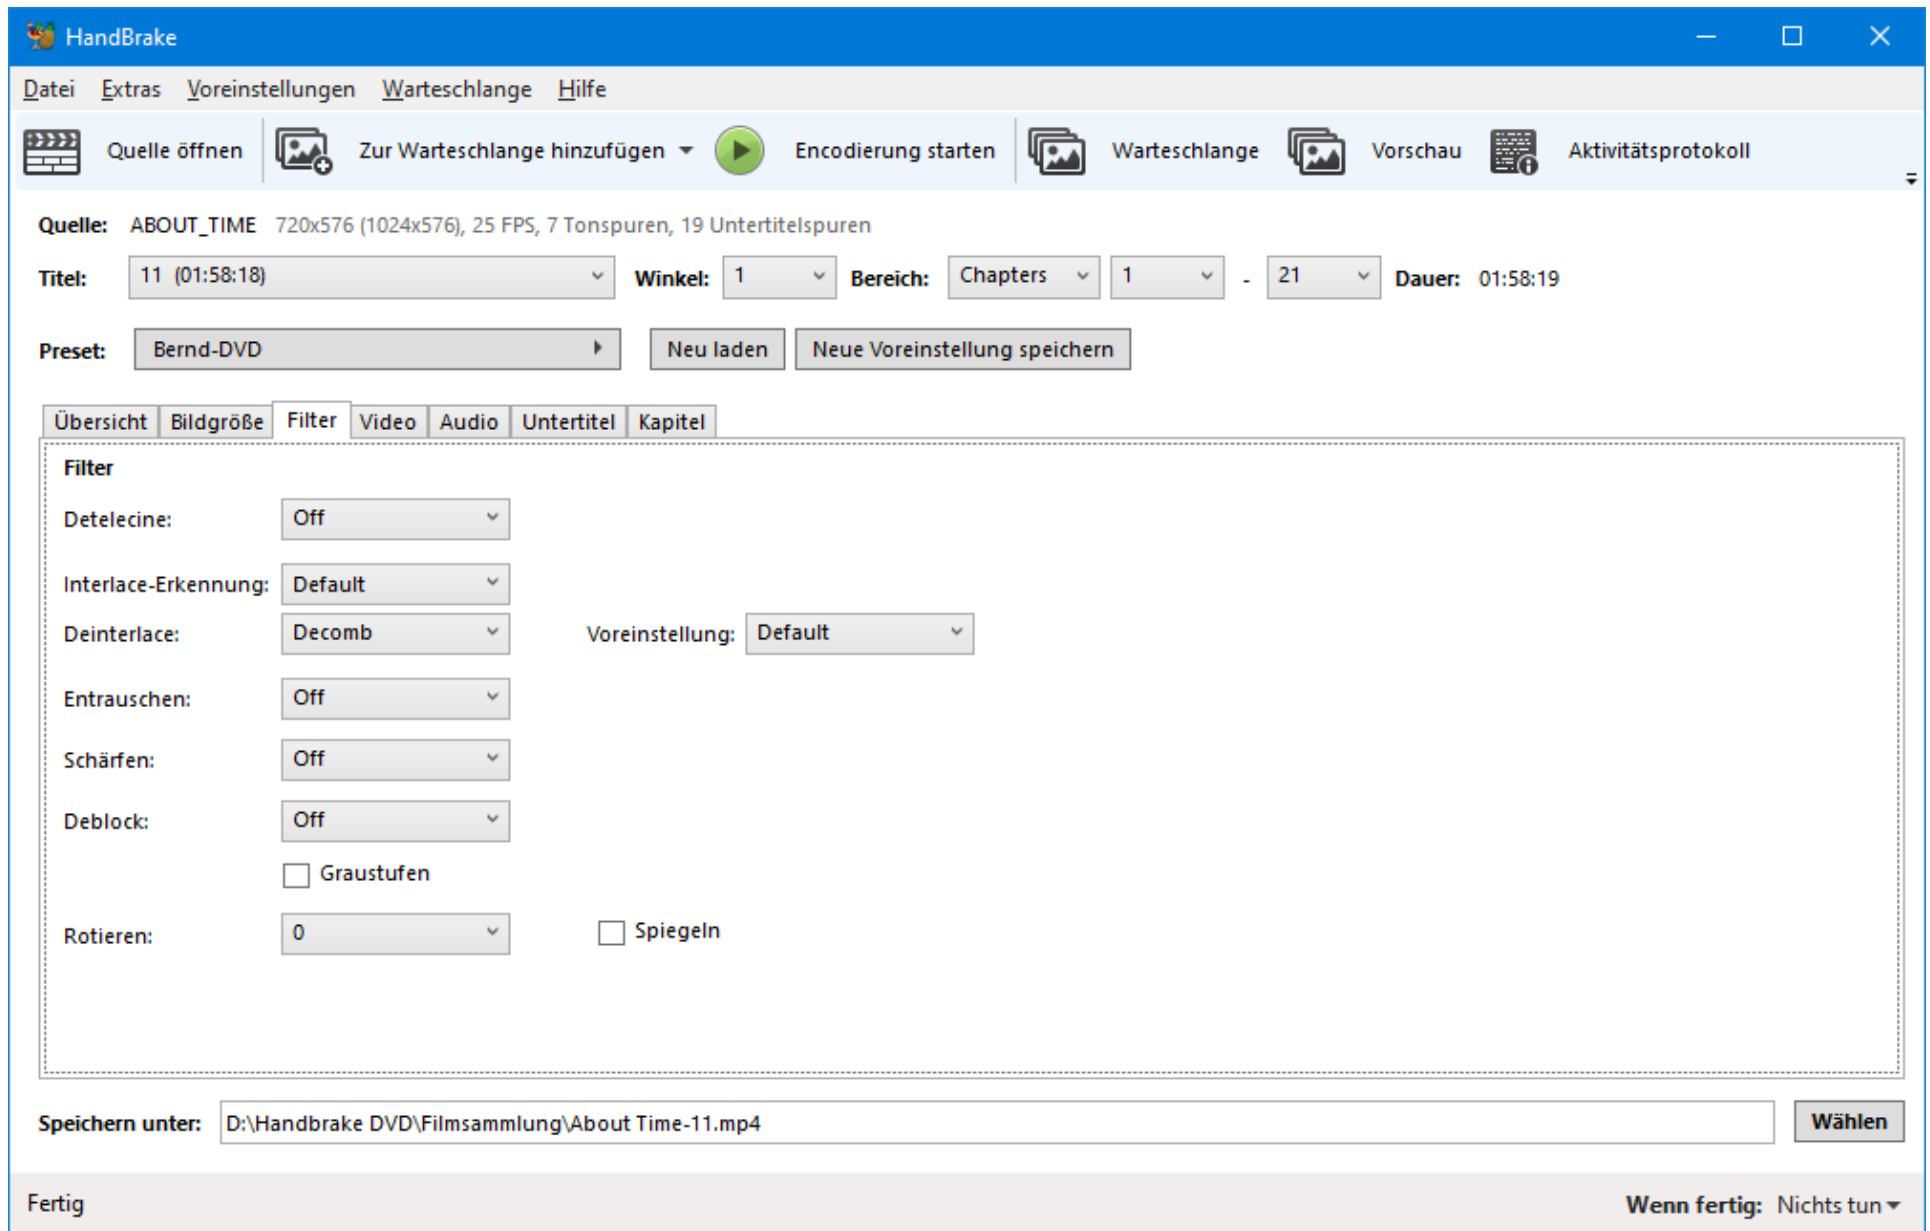 HandBrake
Datei Extras Voreinstellungen Warteschlange Hilfe
Quelle öffnen Zur Warteschlange hinzufügen Encodierung starten Warteschlange Vorschau Aktivitätsprotokoll
Quelle: ABOUT_TIME 720x576 (1024x576), 25 FPS, 7 Tonspuren, 19 Untertitelspuren
Titel: 11 (01:58:18) Winkel: 1 Bereich: Chapters 1 - 21 Dauer: 01:58:19
Preset: Bernd-DVD Neu laden Neue Voreinstellung speichern
Übersicht Bildgröße Filter Video Audio Untertitel Kapitel
Filter
Detelecine: Off
Interlace-Erkennung: Default
Deinterlace: Decomb Voreinstellung: Default
Entrauschen: Off
Schärfen: Off
Deblock: Off
Graustufen
Rotieren: 0 Spiegeln
Speichern unter: D:\Handbrake DVD\Filmsammlung\About Time-11.mp4 Wählen
Fertig Wenn fertig: Nichts tun